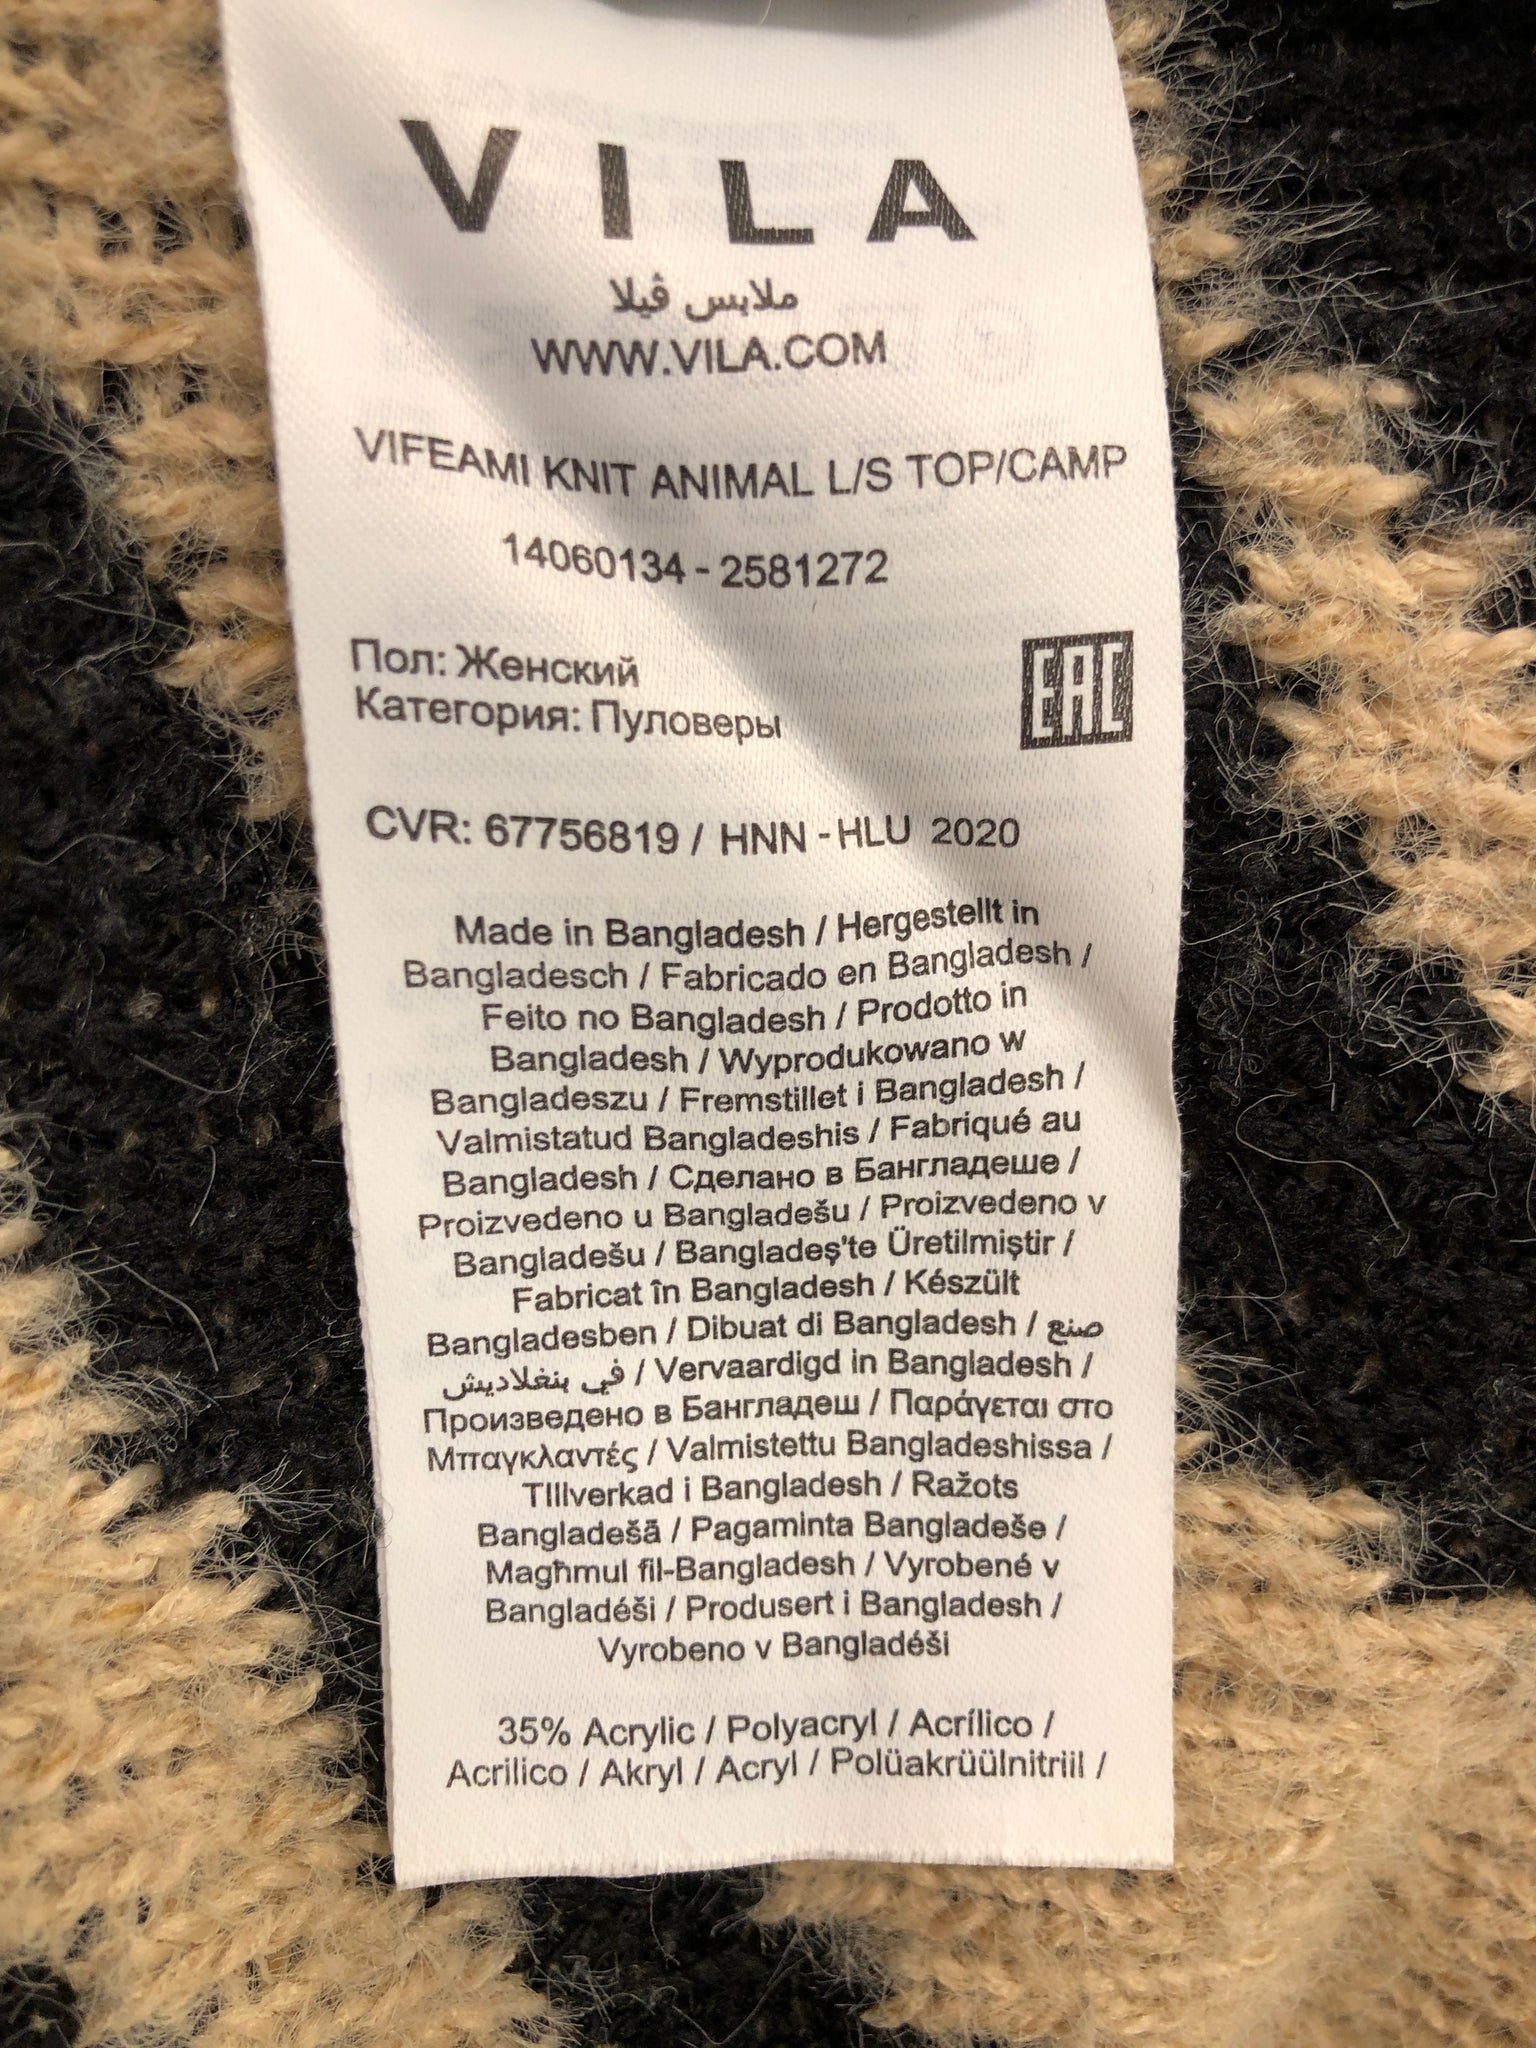 VILA
ملابس ڤيلا
WWW.VILA.COM
VIFEAMI KNIT ANIMAL L/S TOP/CAMP
14060134 - 2581272
Пол: Женский
Категория: Пуловеры
EAC
CVR: 67756819 / HNN - HLU 2020
Made in Bangladesh / Hergestellt in
Bangladesch / Fabricado en Bangladesh /
Feito no Bangladesh / Prodotto in
Bangladesh / Wyprodukowano w
Bangladeszu / Fremstillet i Bangladesh /
Valmistatud Bangladeshis / Fabriqué au
Bangladesh / Сделано в Бангладеше /
Proizvedeno u Bangladešu / Proizvedeno v
Bangladešu / Bangladeş'te Üretilmiştir /
Fabricat în Bangladesh / Készült
Bangladesben / Dibuat di Bangladesh / صنع
في بنغلاديش / Vervaardigd in Bangladesh /
Произведено в Бангладеш / Παράγεται στο
Μπαγκλαντές / Valmistettu Bangladeshissa /
TIllverkad i Bangladesh / Ražots
Bangladešā / Pagaminta Bangladeše /
Magħmul fil-Bangladesh / Vyrobené v
Bangladéši / Produsert i Bangladesh /
Vyrobeno v Bangladéši
35% Acrylic / Polyacryl / Acrílico /
Acrilico / Akryl / Acryl / Polüakrüülnitriil /